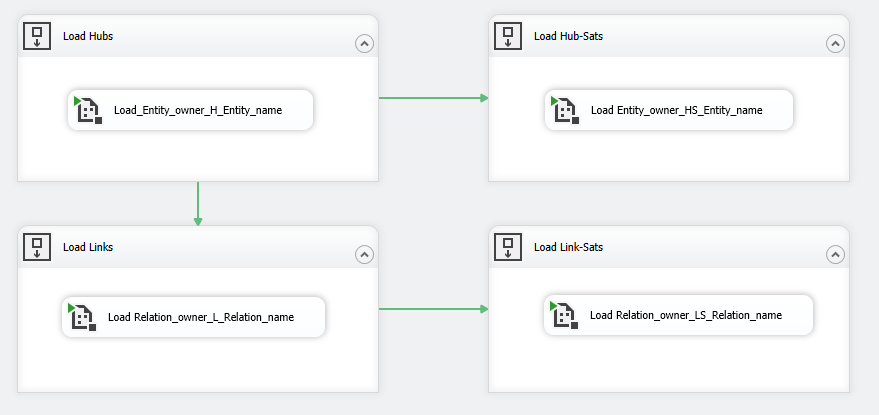 Load Hubs
Load_Entity_owner_H_Entity_name
Load Hub-Sats
Load Entity_owner_HS_Entity_name
Load Links
Load Relation_owner_L_Relation_name
Load Link-Sats
Load Relation_owner_LS_Relation_name